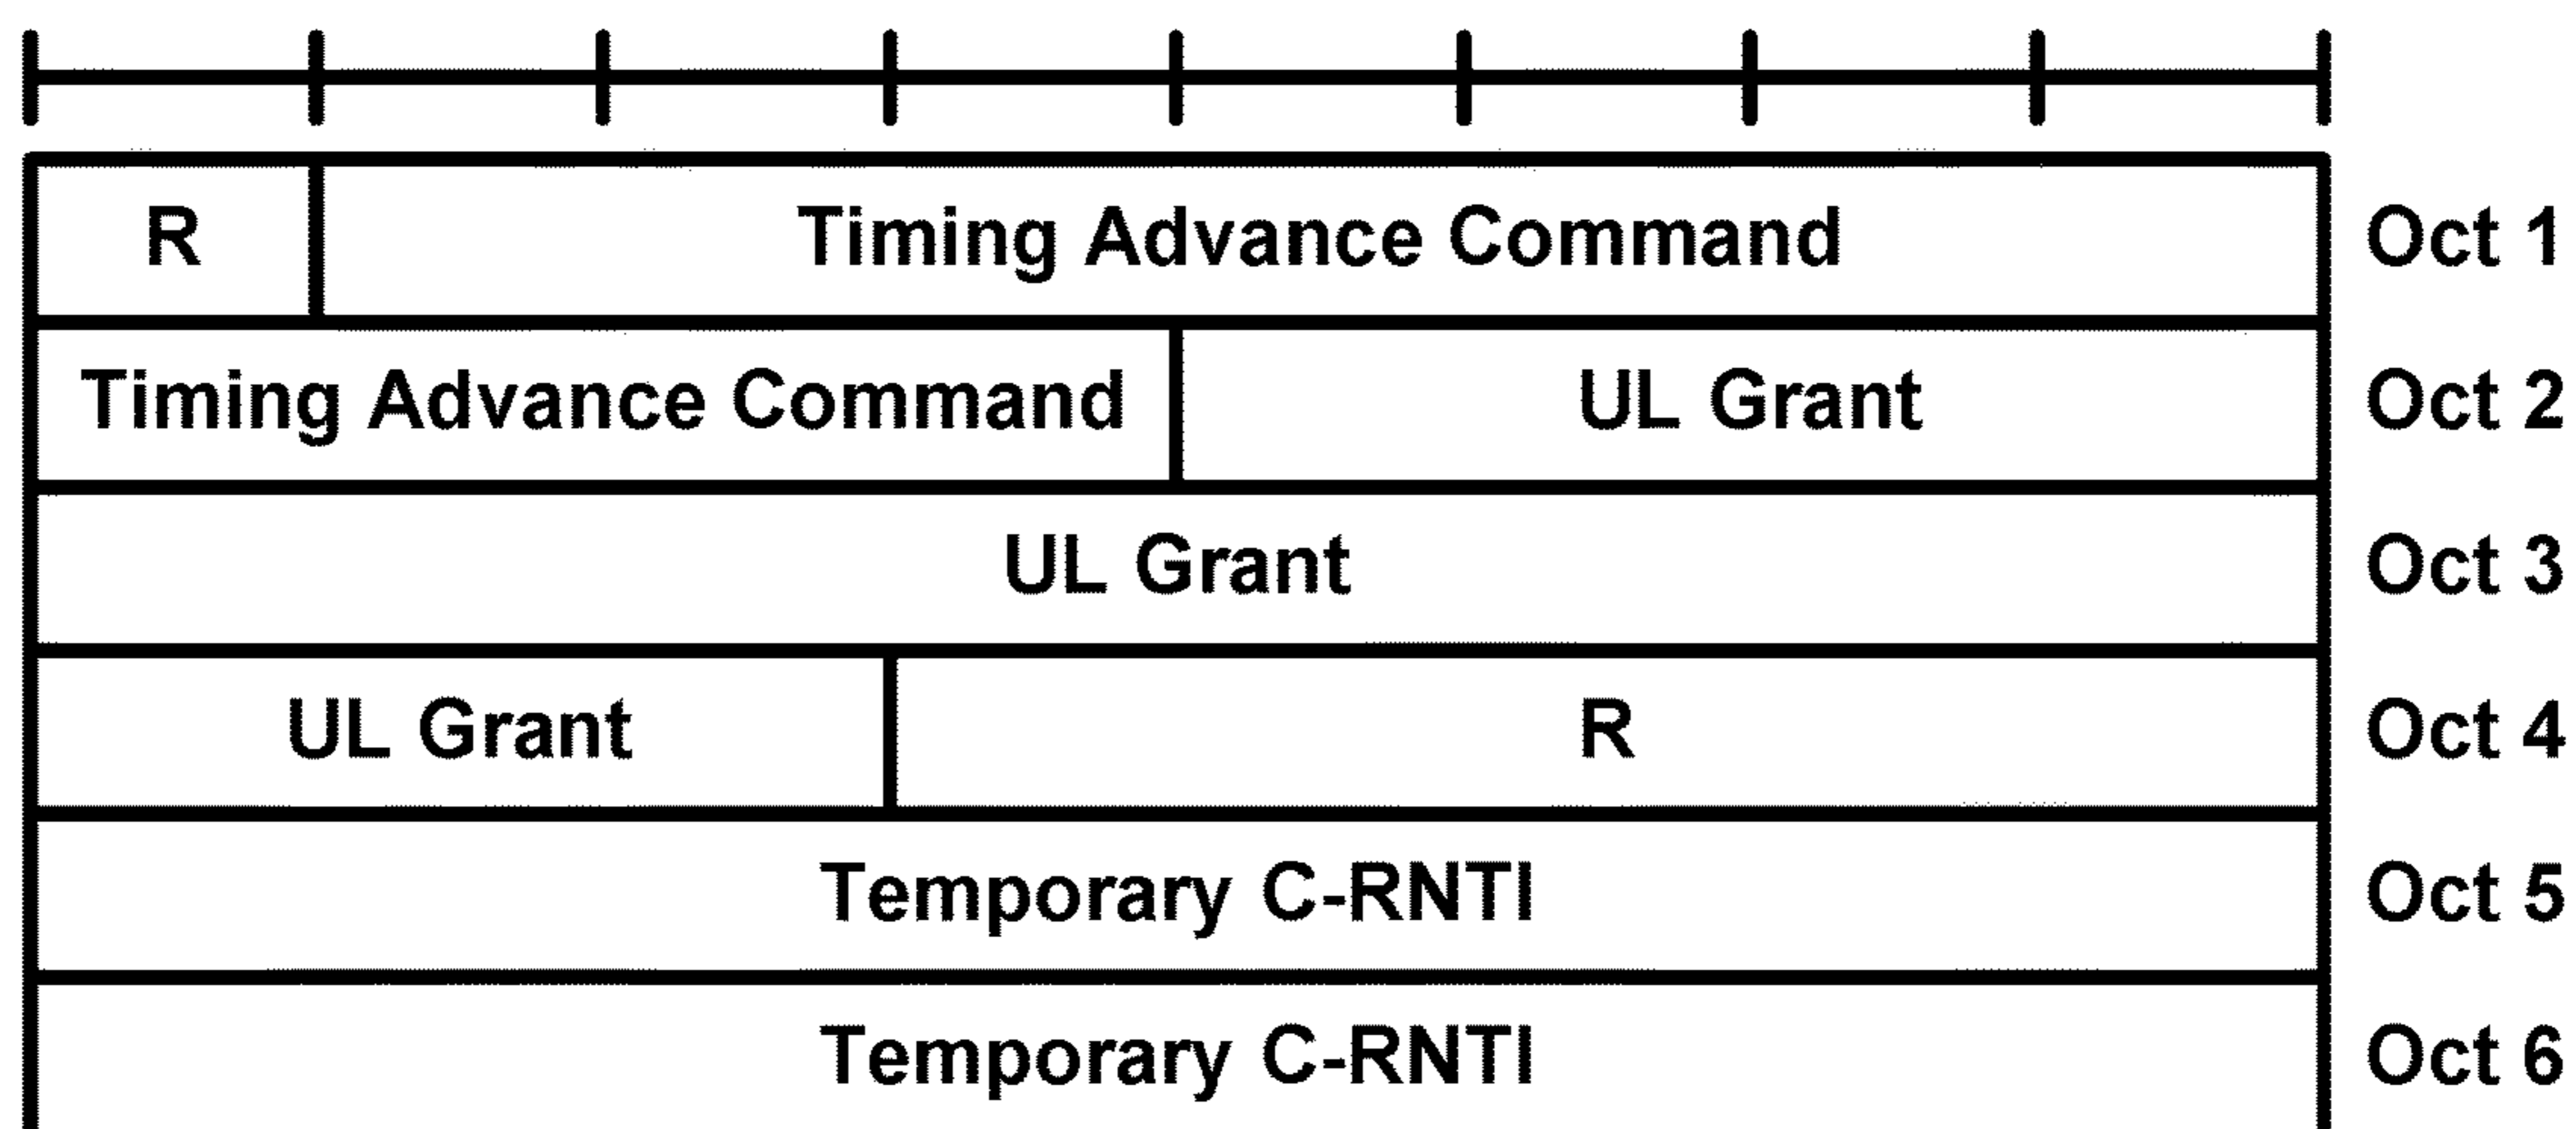 R Timing Advance Command Oct 1
Timing Advance Command UL Grant Oct 2
UL Grant Oct 3
UL Grant R Oct 4
Temporary C-RNTI Oct 5
Temporary C-RNTI Oct 6